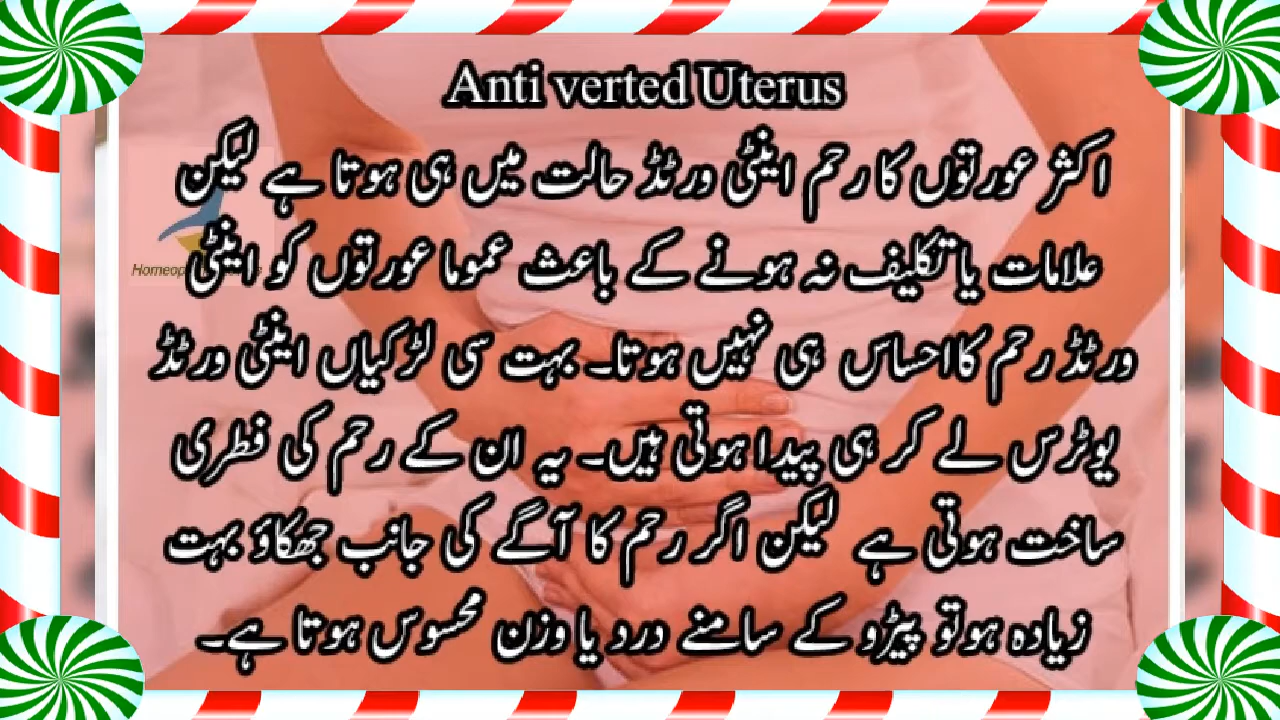 Anti verted Uterus
اکثر عورتوں کا رحم اینٹی ورٹڈ حالت میں ہی ہوتا ہے لیکن
علامات یا تکلیف نہ ہونے کے باعث عموما عورتوں کو اینٹی
ورٹڈ رحم کا احساس ہی نہیں ہوتا۔ بہت سی لڑکیاں اینٹی ورٹڈ
یوٹرس لے کر ہی پیدا ہوتی ہیں۔ یہ ان کے رحم کی فطری
ساخت ہوتی ہے لیکن اگر رحم کا آگے کی جانب جھکاؤ بہت
زیادہ ہو تو پیڑو کے سامنے درد یا وزن محسوس ہوتا ہے۔